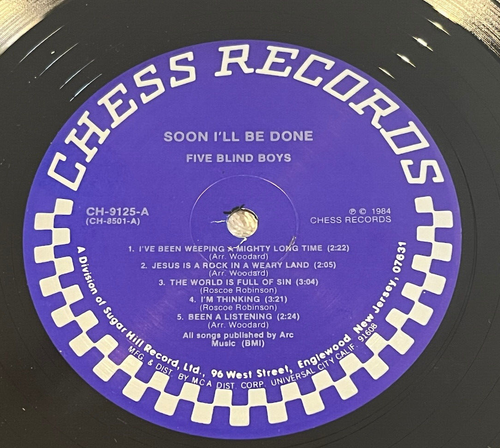 CHESS RECORDS
SOON I'LL BE DONE
FIVE BLIND BOYS
CH-9125-A
(CH-8501-A)
℗ © 1984
CHESS RECORDS
1. I'VE BEEN WEEPING A MIGHTY LONG TIME (2:22)
(Arr. Woodard)
2. JESUS IS A ROCK IN A WEARY LAND (2:05)
(Arr. Woodard)
3. THE WORLD IS FULL OF SIN (3:04)
(Roscoe Robinson)
4. I'M THINKING (3:21)
(Roscoe Robinson)
5. BEEN A LISTENING (2:24)
(Arr. Woodard)
All songs published by Arc
Music (BMI)
A Division of Sugar Hill Record, Ltd., 96 West Street, Englewood New Jersey, 07631
MFG & DIST. BY MCA DIST CORP. UNIVERSAL CITY CALIF. 91608